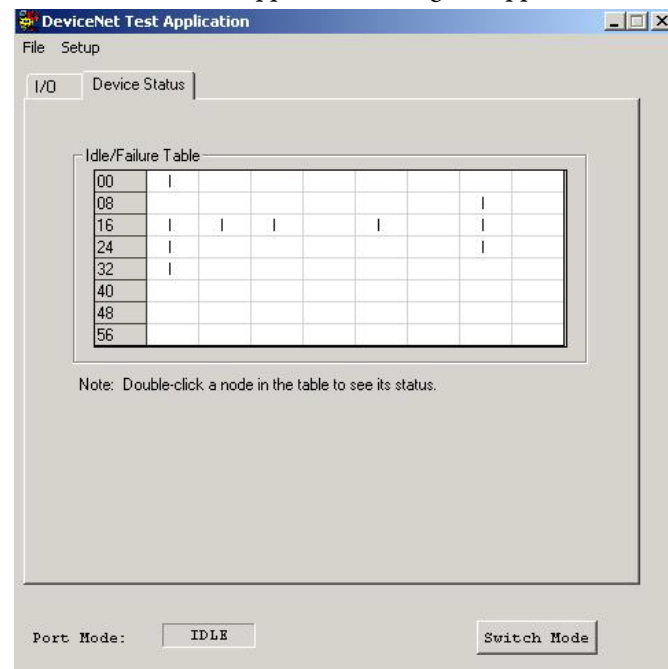 DeviceNet Test Application
File Setup
I/O Device Status
Idle/Failure Table
00 I
08 I
16 I I I I I
24 I I
32 I
40
48
56
Note: Double-click a node in the table to see its status.
Port Mode: IDLE Switch Mode